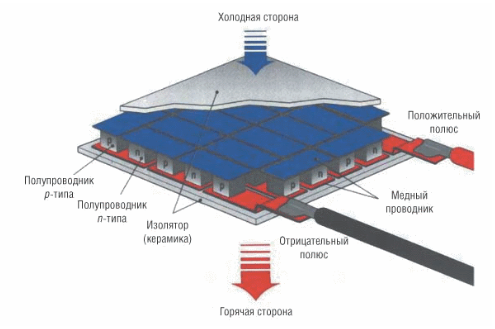 Холодная сторона
Положительный
полюс
Полупроводник
p-типа
Полупроводник
n-типа
Изолятор
(керамика)
Медный
проводник
Отрицательный
полюс
Горячая сторона